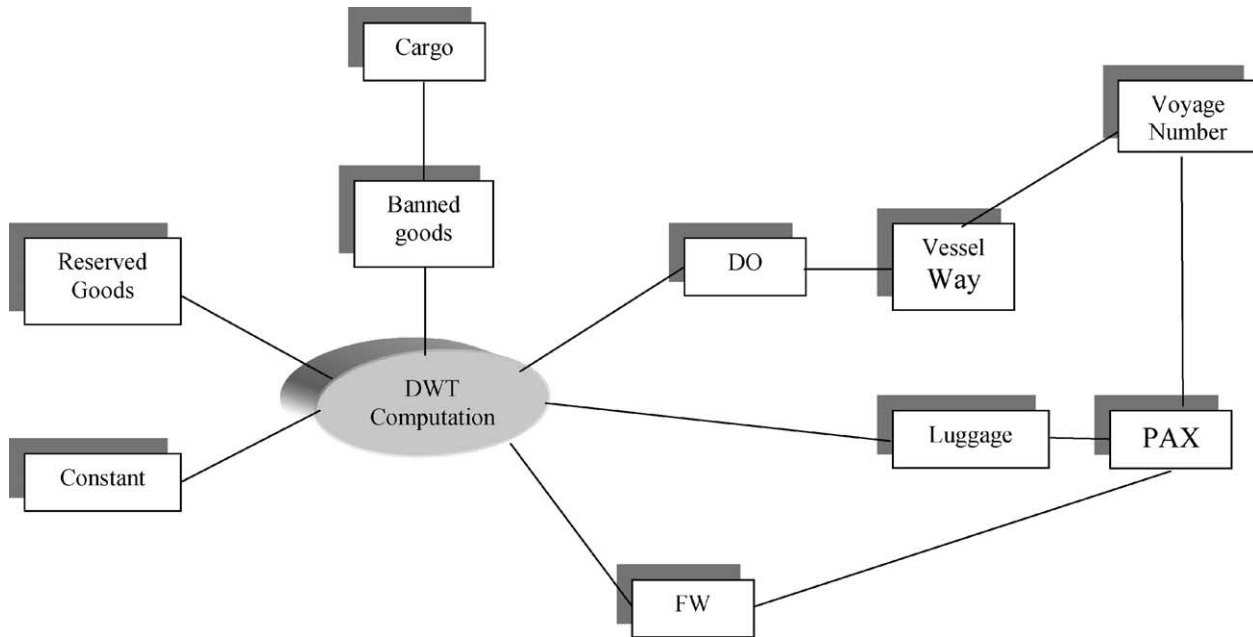 Cargo
Voyage
Number
Banned
goods
Reserved
Goods
DO
Vessel
Way
DWT
Computation
Luggage
PAX
Constant
FW